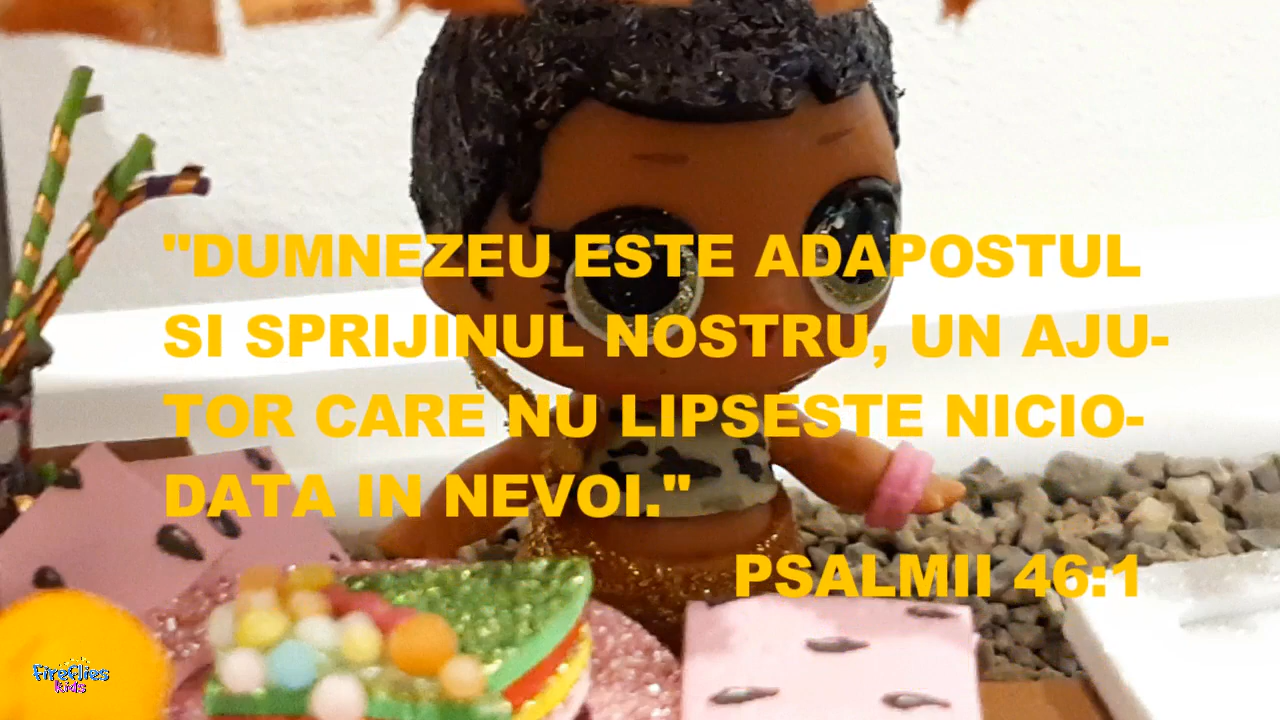 "DUMNEZEU ESTE ADAPOSTUL
SI SPRIJINUL NOSTRU, UN AJU-
TOR CARE NU LIPSESTE NICIO-
DATA IN NEVOI."
PSALMII 46:1
FireFlies
kids